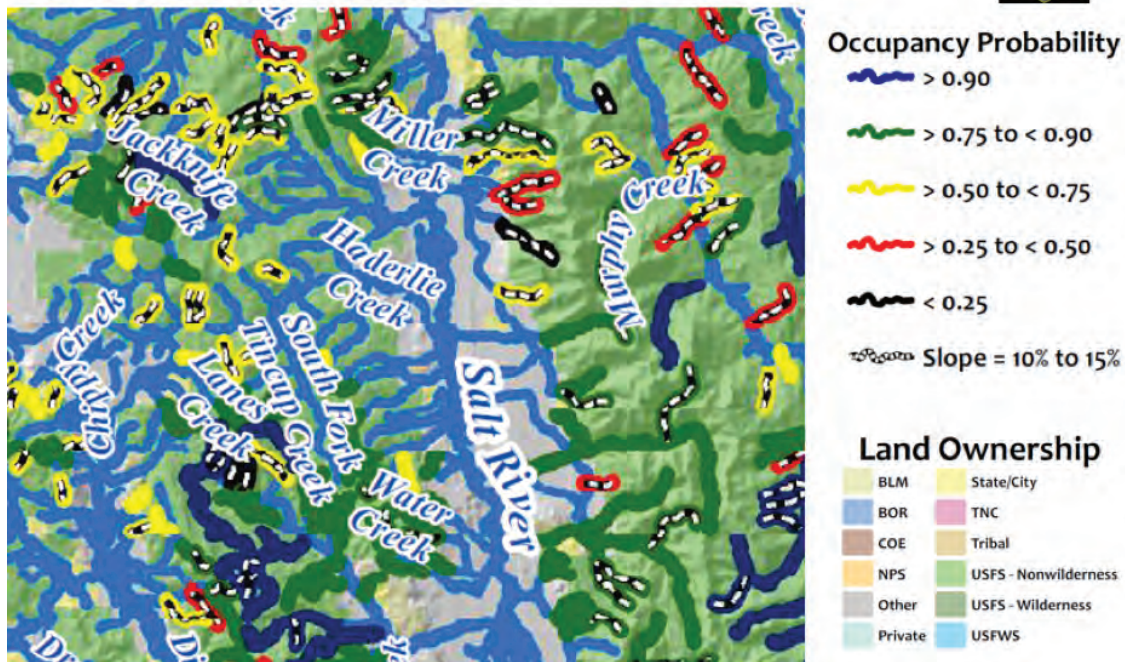 Creek
Creek
Miller
Creek
Jackknife
Creek
Creek
Murphy
Haderlie
Creek
Chippy
Creek
South Fork
Tincup Creek
Lanes
Creek
Salt River
Water
Creek
Occupancy Probability
> 0.90
> 0.75 to < 0.90
> 0.50 to < 0.75
> 0.25 to < 0.50
< 0.25
Slope = 10% to 15%
Land Ownership
BLM
State/City
BOR
TNC
COE
Tribal
NPS
USFS - Nonwilderness
Other
USFS - Wilderness
Private
USFWS